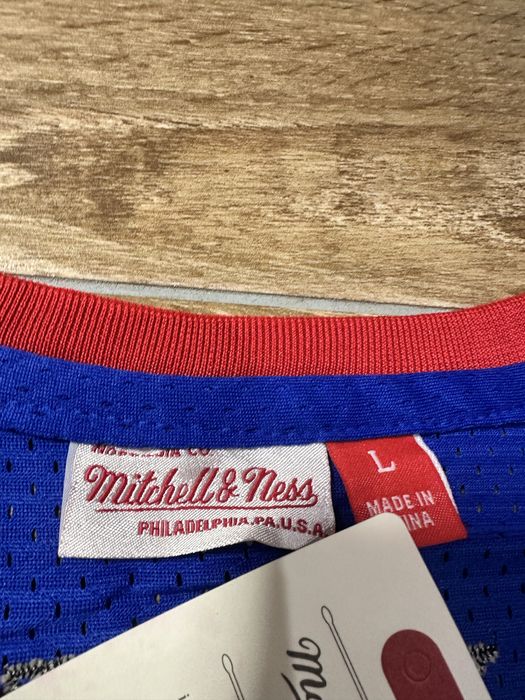 Mitchell & Ness
PHILADELPHIA, PA, U.S.A.
L
MADE IN